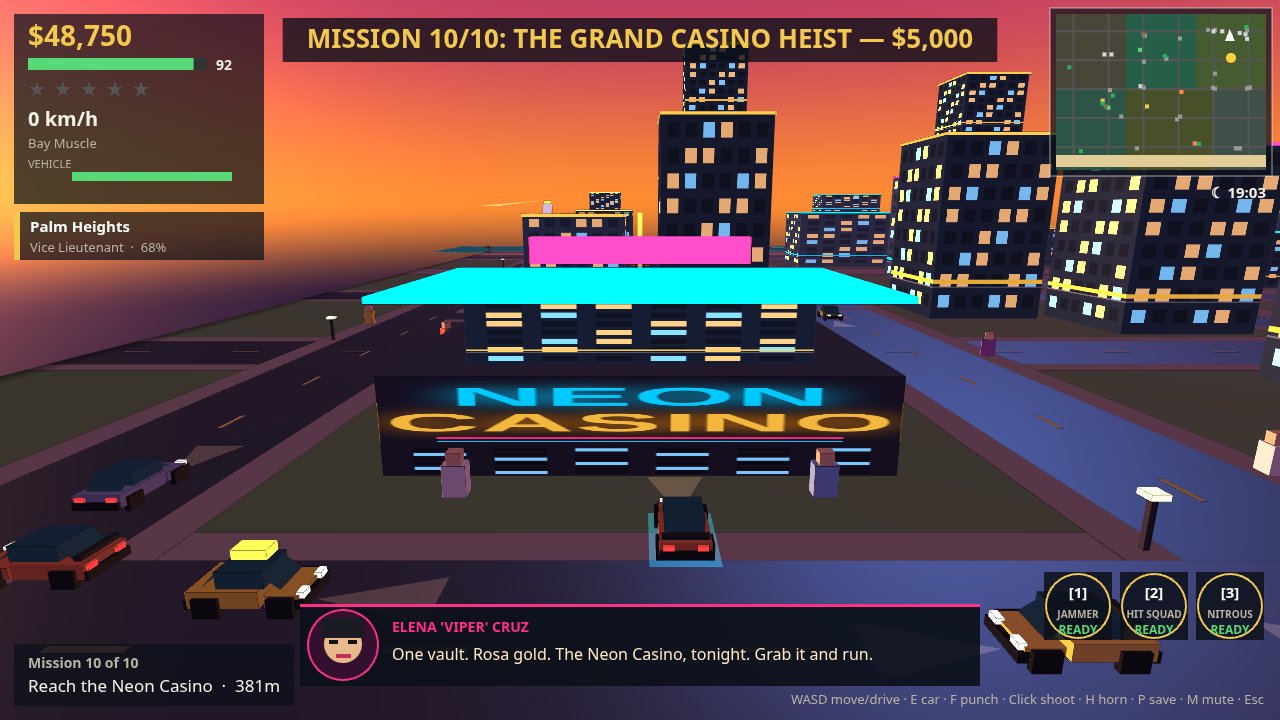 $48,750
92
0 km/h
Bay Muscle
VEHICLE
Palm Heights
Vice Lieutenant · 68%
MISSION 10/10: THE GRAND CASINO HEIST — $5,000
☾ 19:03
NEON
CASINO
[1]
JAMMER
READY
[2]
HIT SQUAD
READY
[3]
NITROUS
READY
ELENA 'VIPER' CRUZ
One vault. Rosa gold. The Neon Casino, tonight. Grab it and run.
Mission 10 of 10
Reach the Neon Casino · 381m
WASD move/drive · E car · F punch · Click shoot · H horn · P save · M mute · Esc